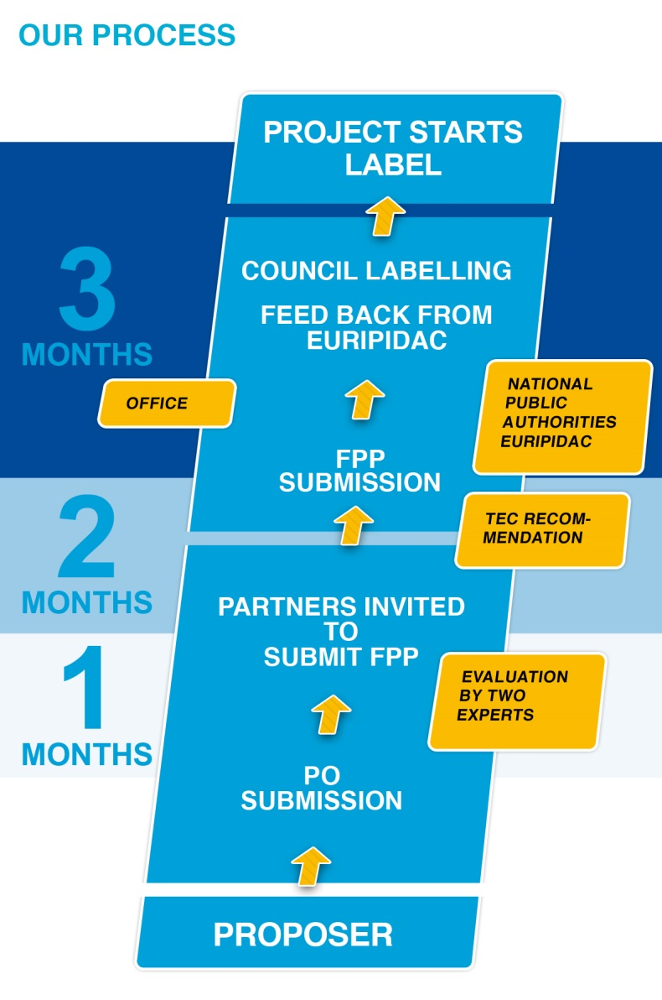 OUR PROCESS
PROJECT STARTS
LABEL
3
MONTHS
COUNCIL LABELLING
FEED BACK FROM
EURIPIDAC
OFFICE
NATIONAL
PUBLIC
AUTHORITIES
EURIPIDAC
FPP
SUBMISSION
2
MONTHS
TEC RECOM-
MENDATION
PARTNERS INVITED
TO
SUBMIT FPP
1
MONTHS
EVALUATION
BY TWO
EXPERTS
PO
SUBMISSION
PROPOSER